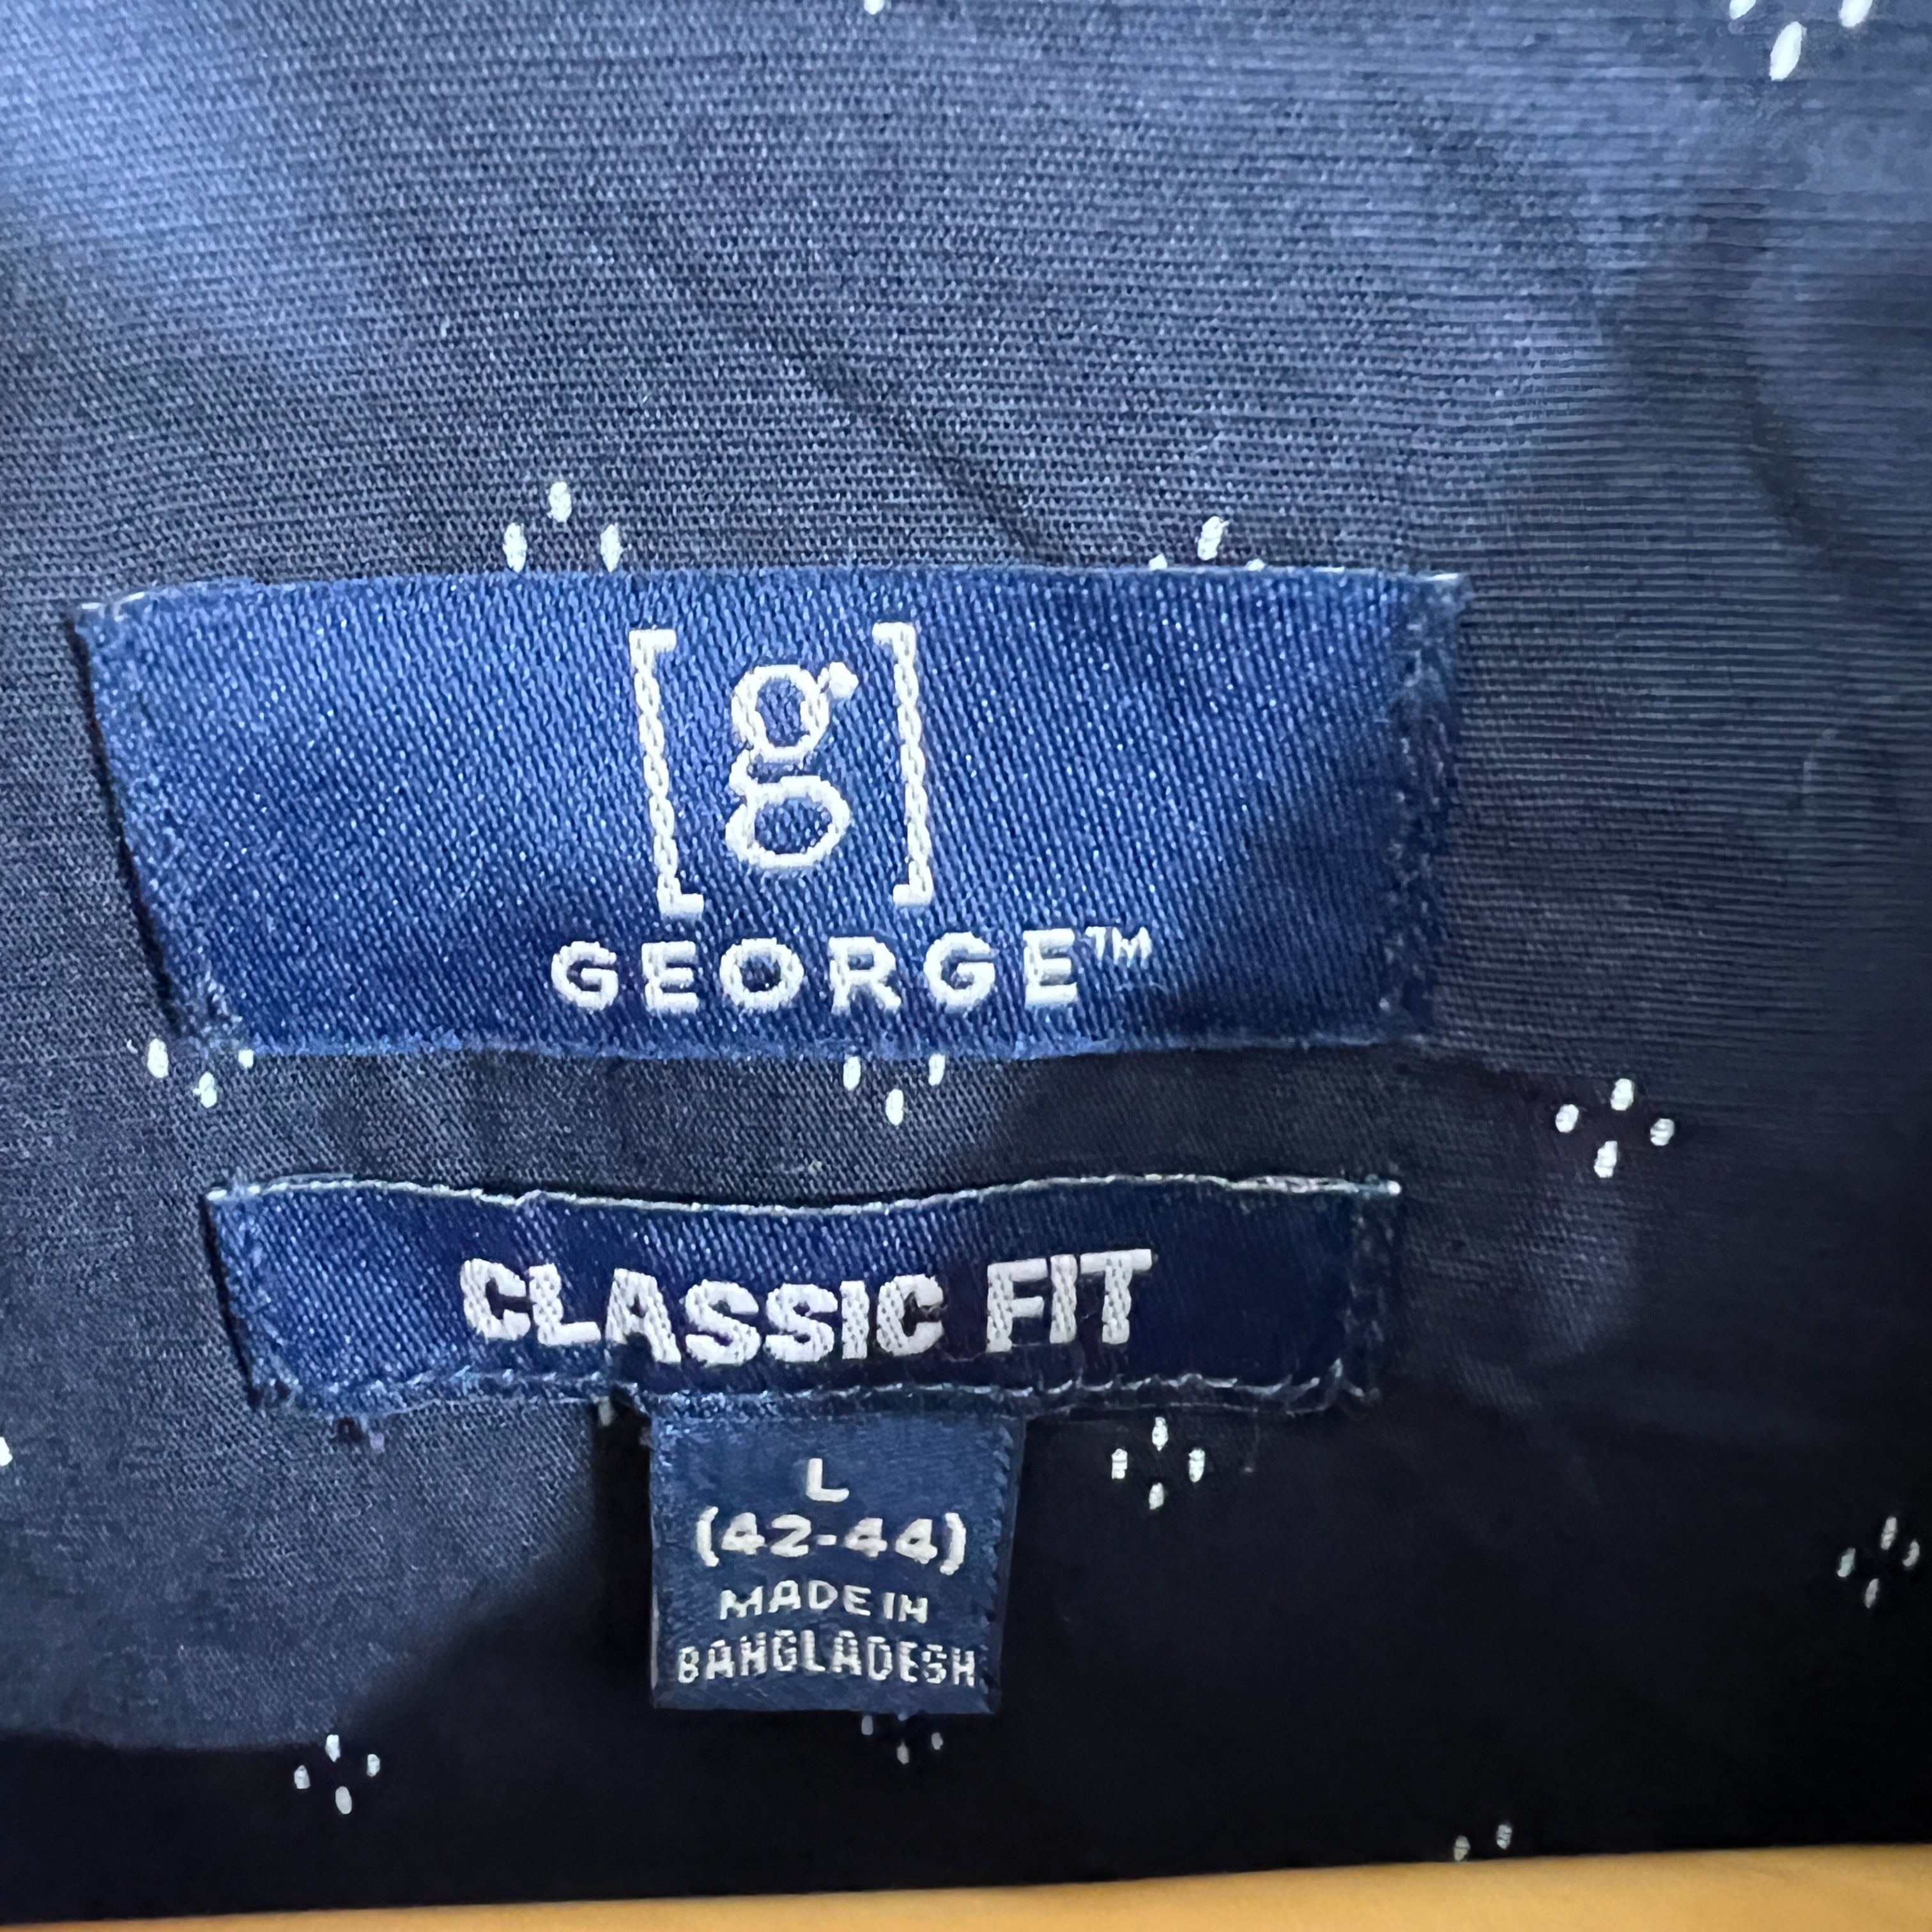 [g]
GEORGE™
CLASSIC FIT
L
(42-44)
MADE IN
BANGLADESH